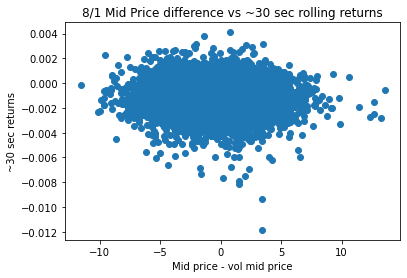 8/1 Mid Price difference vs ~30 sec rolling returns
0.004
0.002
0.000
−0.002
−0.004
−0.006
−0.008
−0.010
−0.012
~30 sec returns
−10 −5 0 5 10
Mid price - vol mid price